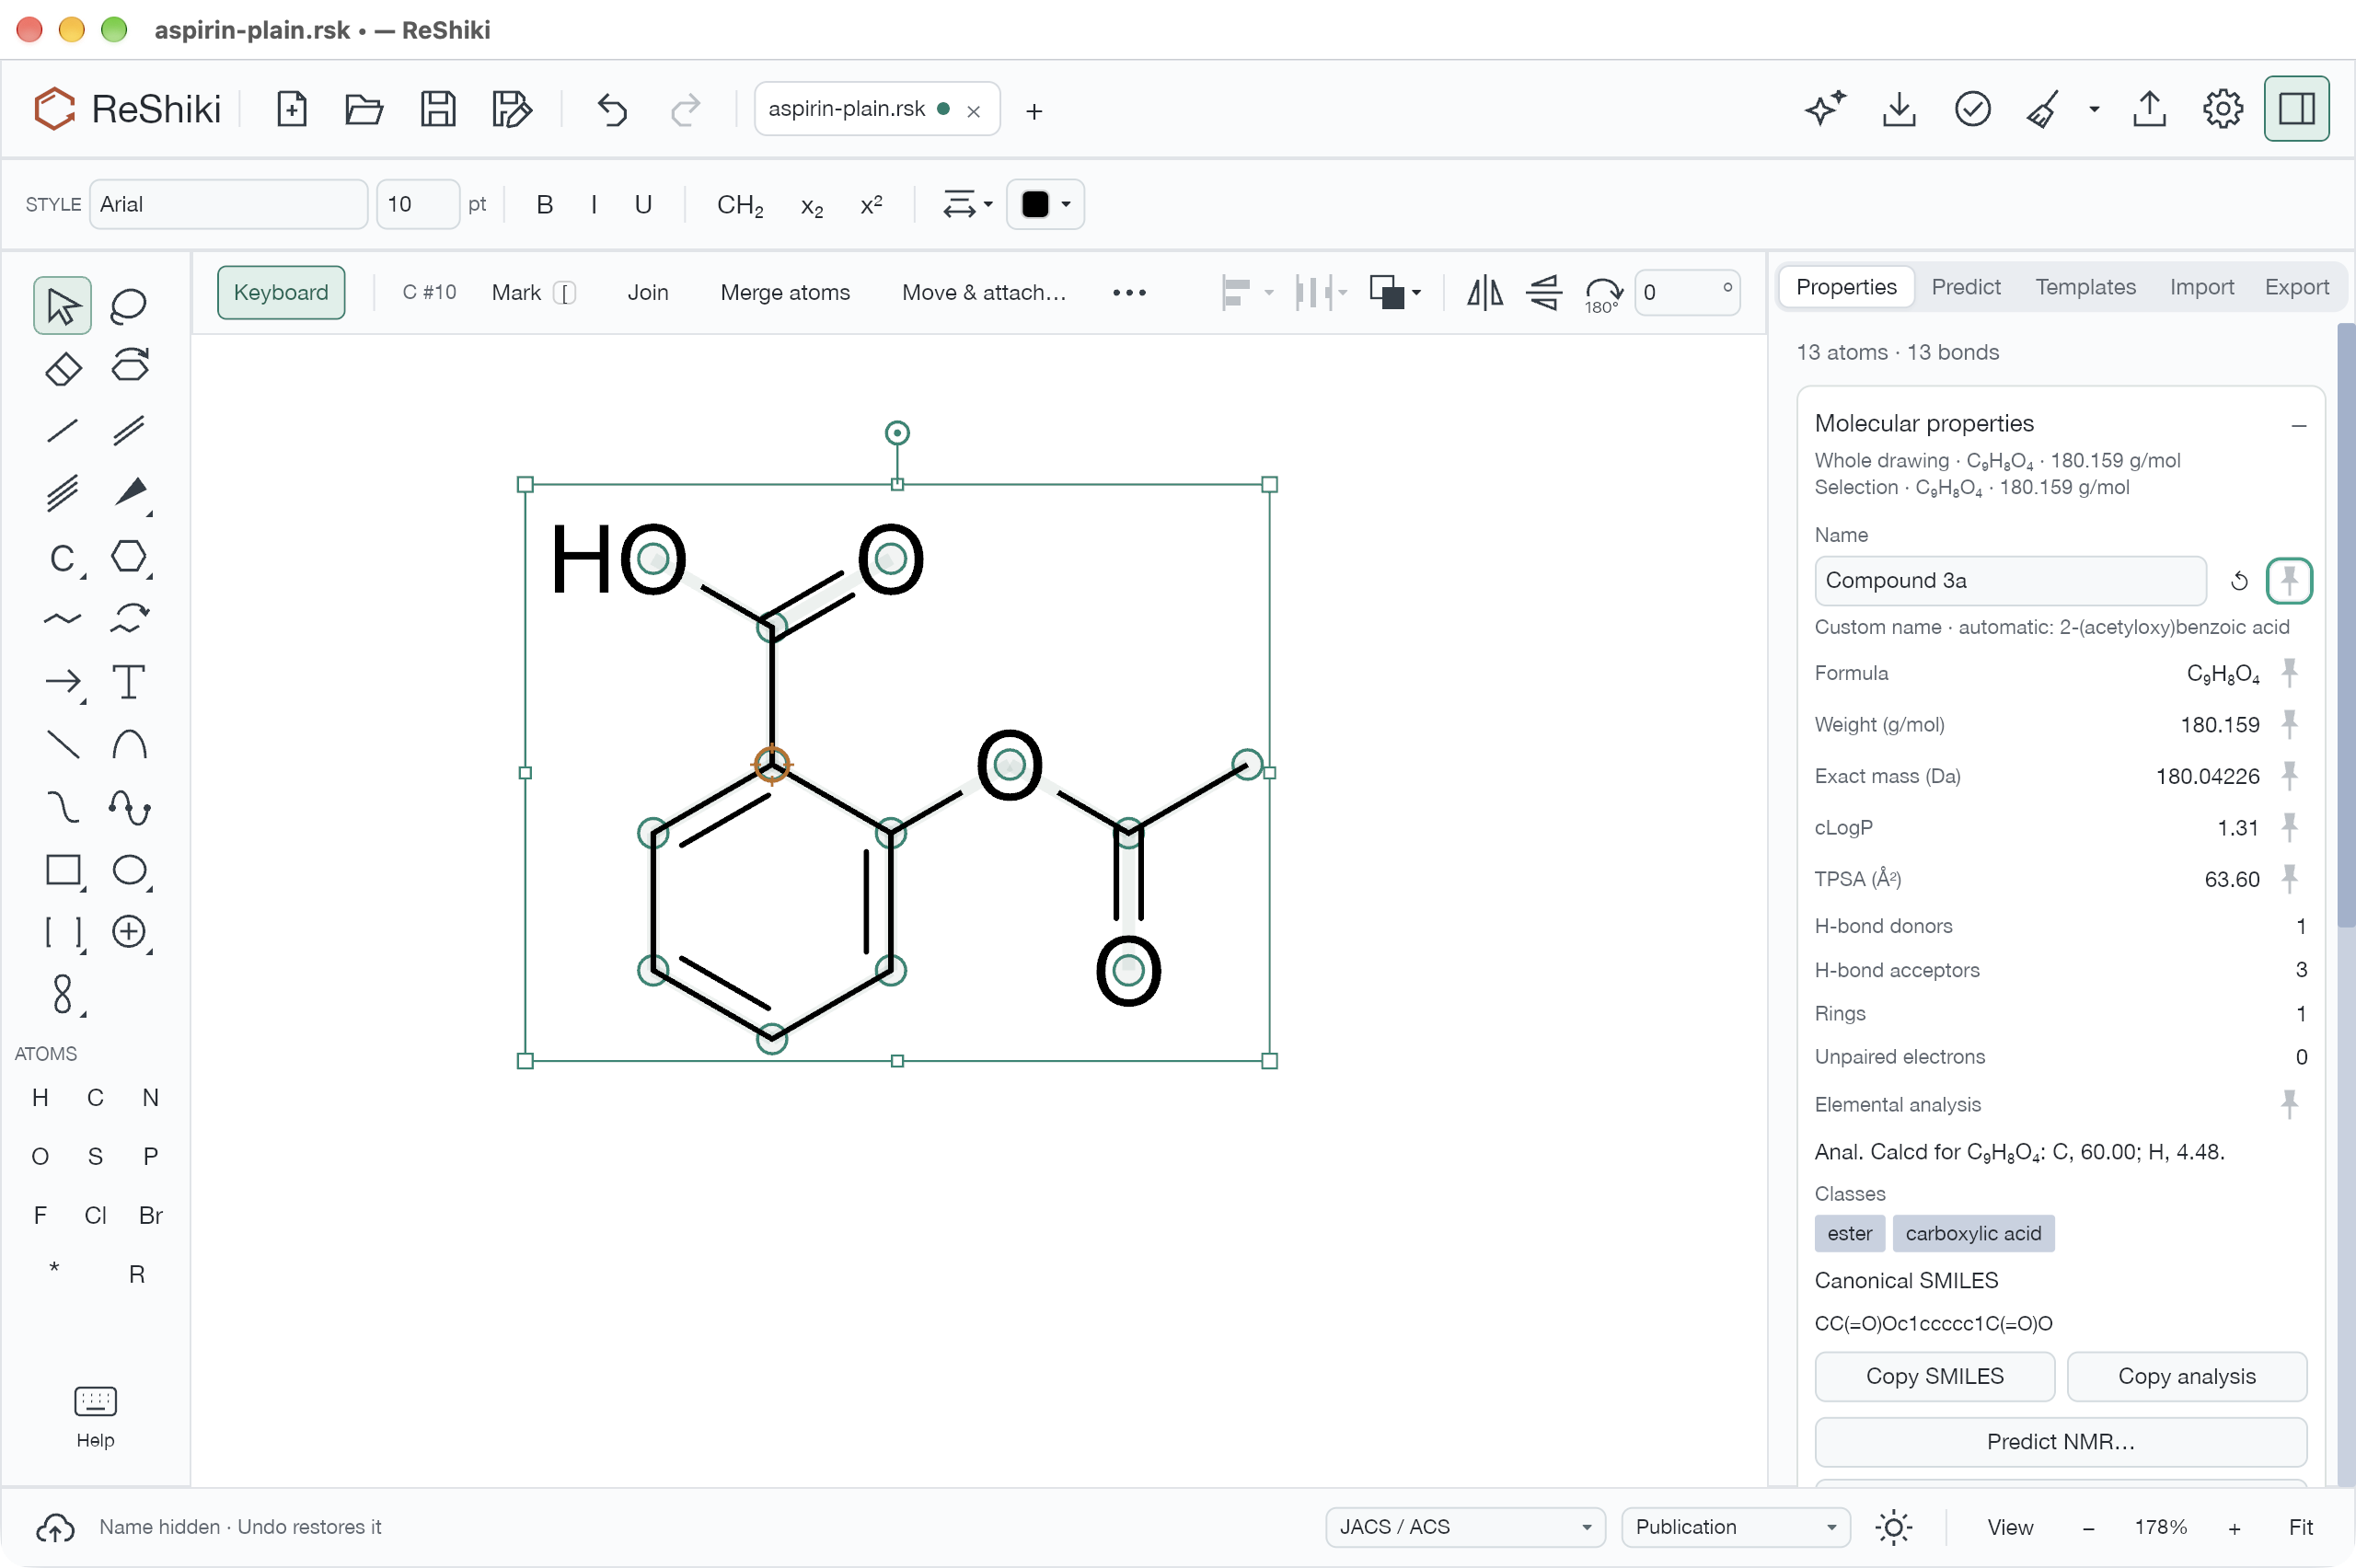 aspirin-plain.rsk • — ReShiki
ReShiki
aspirin-plain.rsk
STYLE Arial 10 pt B I U CH₂ x₂ x²
Keyboard C #10 Mark [ Join Merge atoms Move & attach... 180° 0 °
Properties Predict Templates Import Export
13 atoms · 13 bonds
Molecular properties
Whole drawing · C₉H₈O₄ · 180.159 g/mol
Selection · C₉H₈O₄ · 180.159 g/mol
Name
Compound 3a
Custom name · automatic: 2-(acetyloxy)benzoic acid
Formula C₉H₈O₄
Weight (g/mol) 180.159
Exact mass (Da) 180.04226
cLogP 1.31
TPSA (Å²) 63.60
H-bond donors 1
H-bond acceptors 3
Rings 1
Unpaired electrons 0
Elemental analysis
Anal. Calcd for C₉H₈O₄: C, 60.00; H, 4.48.
Classes
ester carboxylic acid
Canonical SMILES
CC(=O)Oc1ccccc1C(=O)O
Copy SMILES Copy analysis
Predict NMR...
HO O
O
O
C
T
[ ]
ATOMS
H C N
O S P
F Cl Br
* R
Help
Name hidden · Undo restores it
JACS / ACS Publication View − 178% + Fit